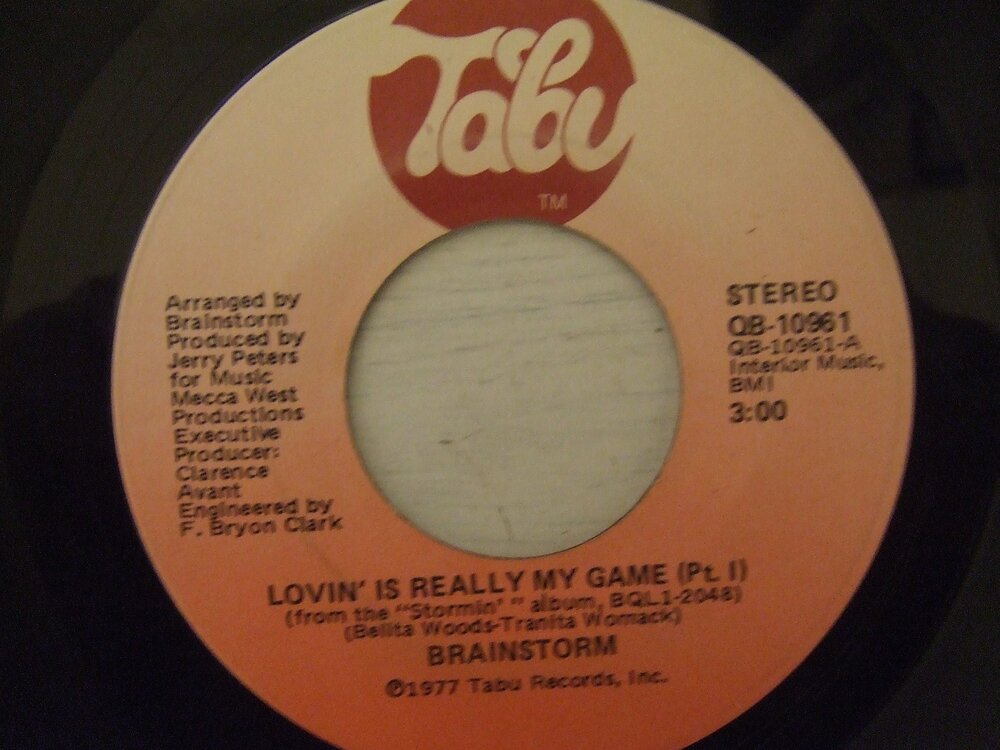 Tabu
TM
Arranged by
Brainstorm
Produced by
Jerry Peters
for Music
Mecca West
Productions
Executive
Producer:
Clarence
Avant
Engineered by
F. Bryon Clark
STEREO
QB-10961
QB-10961-A
Interior Music,
BMI
3:00
LOVIN' IS REALLY MY GAME (Pt. I)
(from the "Stormin' " album, BQL1-2048)
(Belita Woods-Tranita Womack)
BRAINSTORM
℗1977 Tabu Records, Inc.